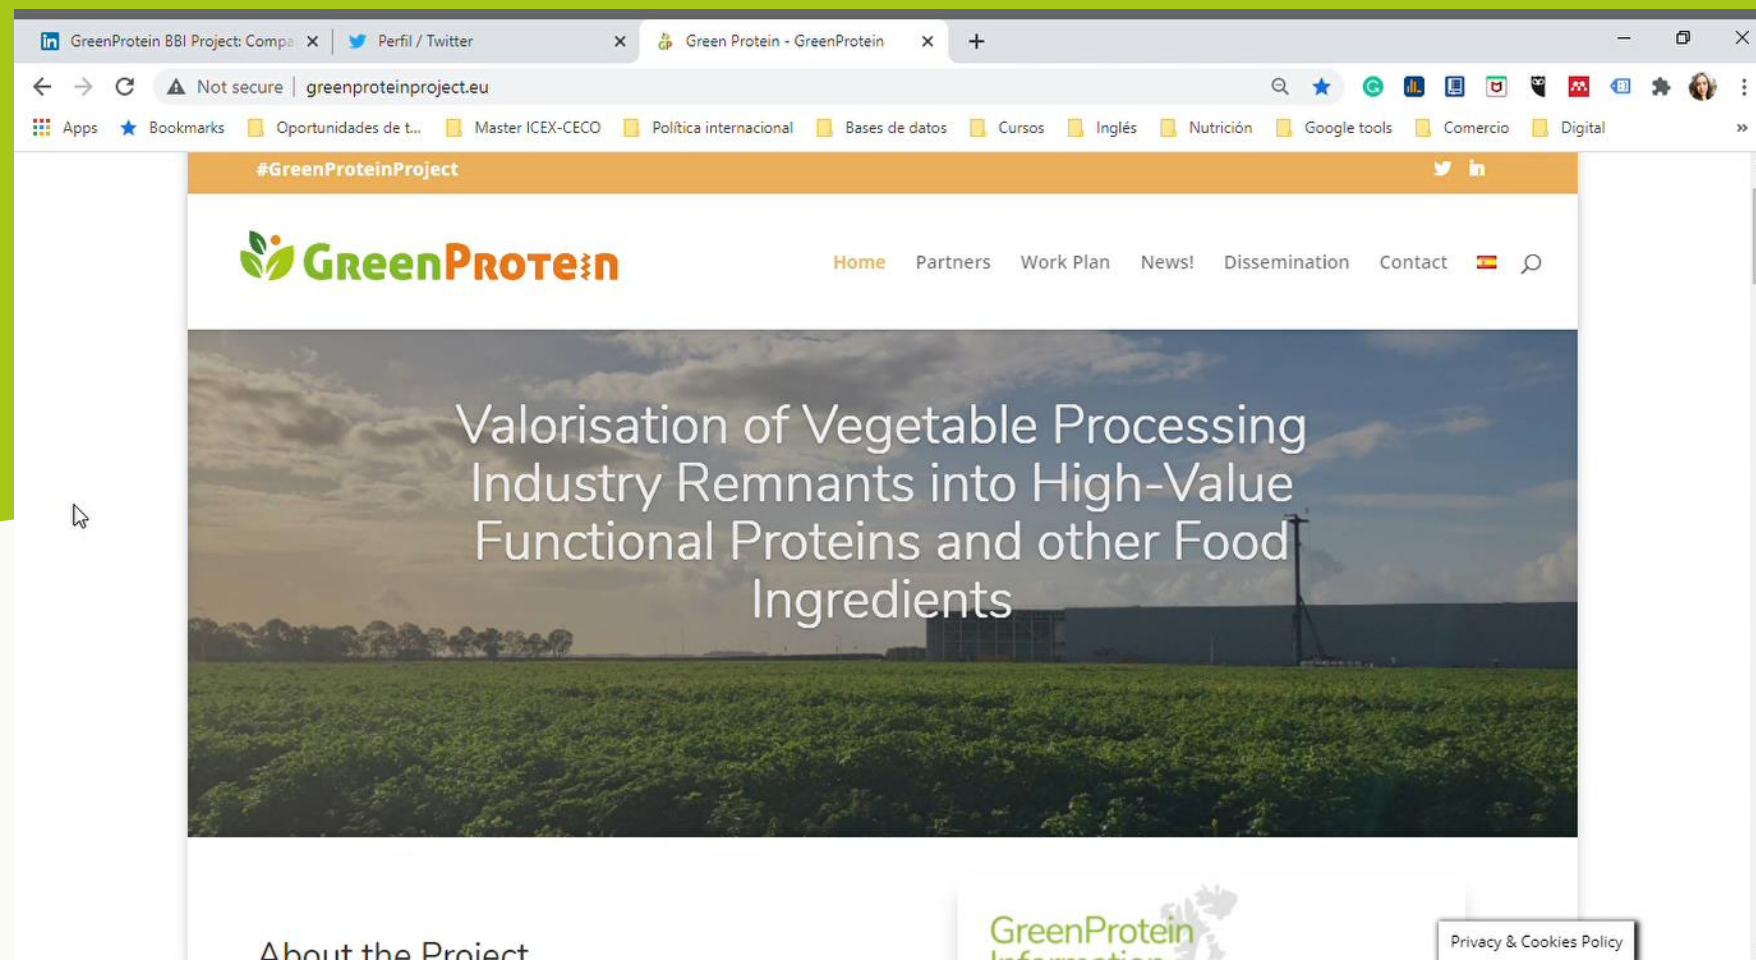 GreenProtein BBI Project: Compa
Perfil / Twitter
Green Protein - GreenProtein
Not secure | greenproteinproject.eu
Apps Bookmarks Oportunidades de t... Master ICEX-CECO Política internacional Bases de datos Cursos Inglés Nutrición Google tools Comercio Digital »
#GreenProteinProject
GreenProtein
Home Partners Work Plan News! Dissemination Contact
Valorisation of Vegetable Processing
Industry Remnants into High-Value
Functional Proteins and other Food
Ingredients
About the Project
GreenProtein
Information
Privacy & Cookies Policy